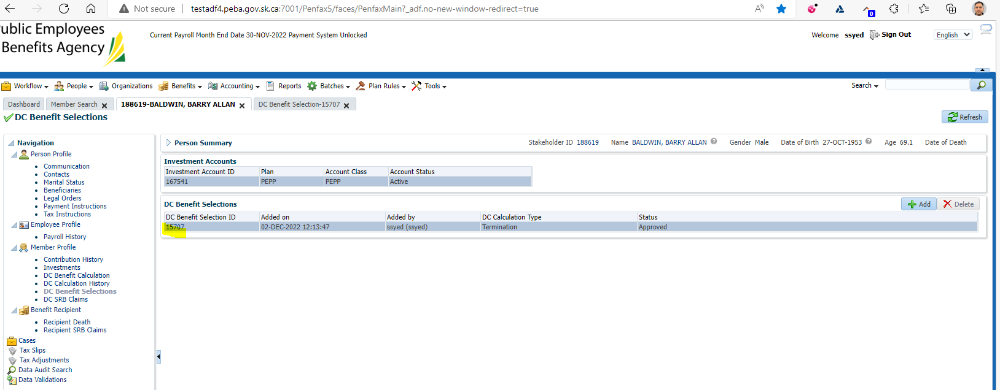 Not secure testadf4.peba.gov.sk.ca:7001/Penfax5/faces/PenfaxMain?_adf.no-new-window-redirect=true
0
ublic Employees
Benefits Agency
Current Payroll Month End Date 30-NOV-2022 Payment System Unlocked
Welcome ssyed Sign Out English
Workflow People Organizations Benefits Accounting Reports Batches Plan Rules Tools Search
Dashboard Member Search 188619-BALDWIN, BARRY ALLAN DC Benefit Selection-15707
DC Benefit Selections
Refresh
Navigation
Person Profile
Communication
Contacts
Marital Status
Beneficiaries
Legal Orders
Payment Instructions
Tax Instructions
Employee Profile
Payroll History
Member Profile
Contribution History
Investments
DC Benefit Calculation
DC Calculation History
DC Benefit Selections
DC SRB Claims
Benefit Recipient
Recipient Death
Recipient SRB Claims
Cases
Tax Slips
Tax Adjustments
Data Audit Search
Data Validations
Person Summary Stakeholder ID 188619 Name BALDWIN, BARRY ALLAN Gender Male Date of Birth 27-OCT-1953 Age 69.1 Date of Death
Investment Accounts
Investment Account ID Plan Account Class Account Status
167541 PEPP PEPP Active
DC Benefit Selections Add Delete
DC Benefit Selection ID Added on Added by DC Calculation Type Status
15707 02-DEC-2022 12:13:47 ssyed (ssyed) Termination Approved